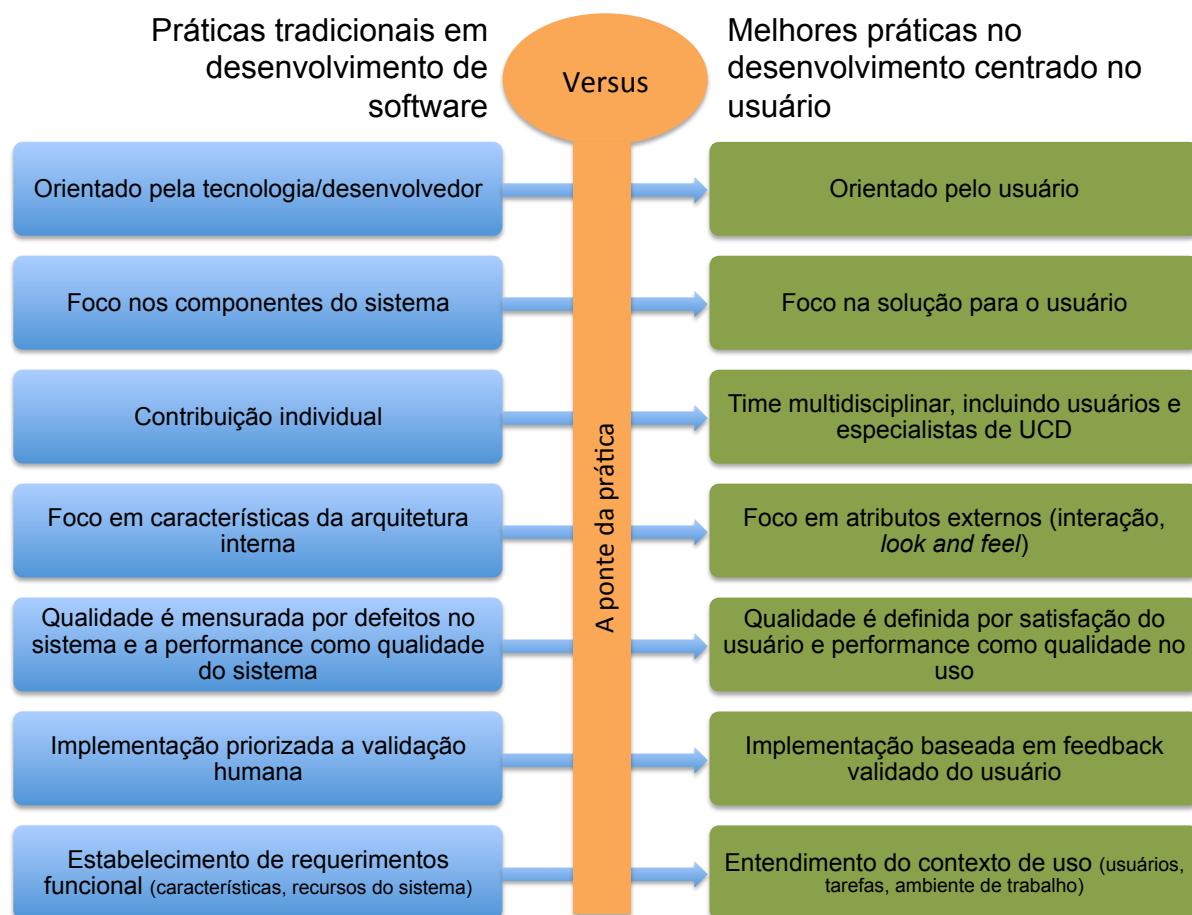 Práticas tradicionais em
desenvolvimento de
software
Versus
Melhores práticas no
desenvolvimento centrado no
usuário
Orientado pela tecnologia/desenvolvedor
Orientado pelo usuário
Foco nos componentes do sistema
Foco na solução para o usuário
Contribuição individual
Time multidisciplinar, incluindo usuários e
especialistas de UCD
Foco em características da arquitetura
interna
Foco em atributos externos (interação,
look and feel)
Qualidade é mensurada por defeitos no
sistema e a performance como qualidade
do sistema
Qualidade é definida por satisfação do
usuário e performance como qualidade no
uso
Implementação priorizada a validação
humana
Implementação baseada em feedback
validado do usuário
Estabelecimento de requerimentos
funcional (características, recursos do sistema)
Entendimento do contexto de uso (usuários,
tarefas, ambiente de trabalho)
A ponte da prática